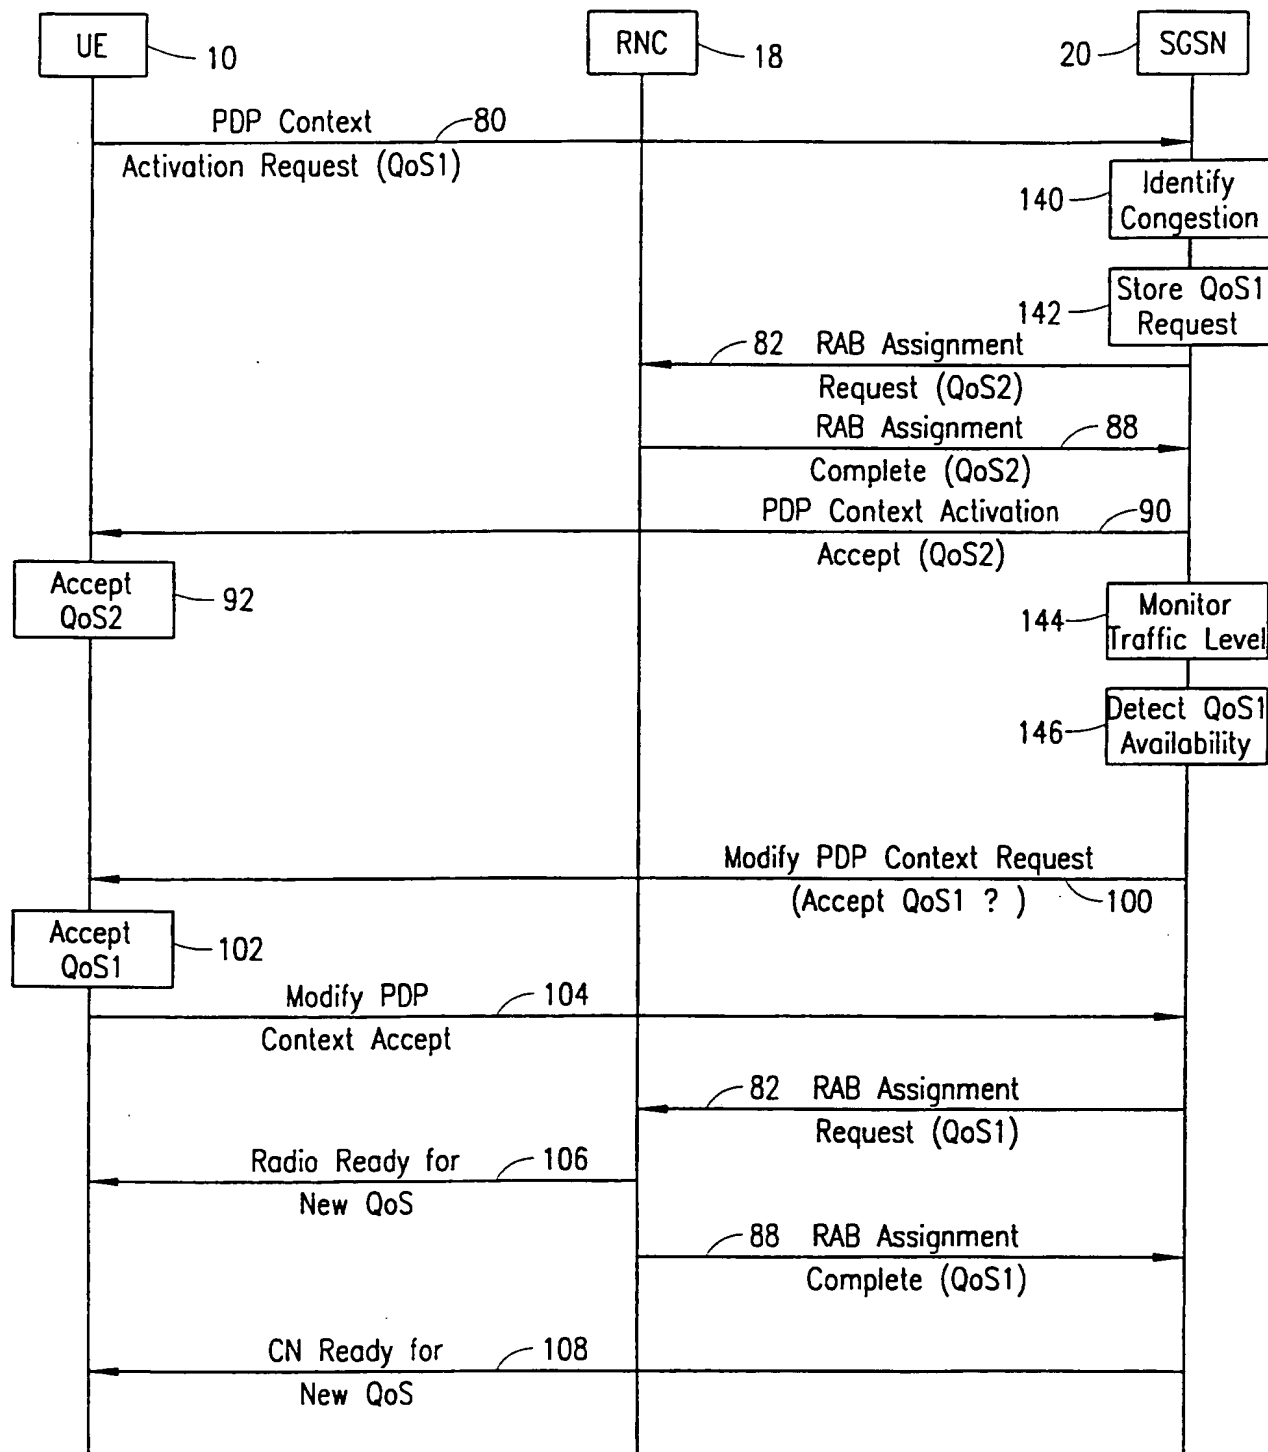 UE
10
RNC
18
20
SGSN
PDP Context
80
Activation Request (QoS1)
140
Identify
Congestion
142
Store QoS1
Request
82 RAB Assignment
Request (QoS2)
RAB Assignment 88
Complete (QoS2)
PDP Context Activation 90
Accept (QoS2)
Accept
QoS2
92
144
Monitor
Traffic Level
146
Detect QoS1
Availability
Modify PDP Context Request
(Accept QoS1 ? ) 100
Accept
QoS1
102
Modify PDP 104
Context Accept
82 RAB Assignment
Request (QoS1)
Radio Ready for 106
New QoS
88 RAB Assignment
Complete (QoS1)
CN Ready for 108
New QoS